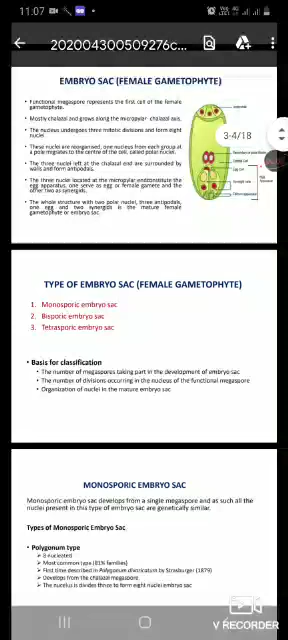 11.07
202004300509276c...
EMBRYO SAC (FEMALE GAMETOPHYTE)
• Functional megaspore represents the first cell of the female
gametophyte.
• Mostly chalazal and grows along the micropylar- chalazal axis.
• The nucleus undergoes three mitotic divisions and form eight
nuclei
• These nuclei are reorganised, one nucleus from each group at
a pole migrates to the centre of the cell, called polar nuclei.
• The three nuclei left at the chalazal end are surrounded by
walls and form antipodals.
• The three nuclei located at the micropylar end constitute the
egg apparatus, one serve as egg or female gamete and the
other two as synergids.
• The whole structure with two polar nuclei, three antipodals,
one egg and two synergids is the mature female
gametophyte or embryo sac.
3-4/18
TYPE OF EMBRYO SAC (FEMALE GAMETOPHYTE)
1. Monosporic embryo sac
2. Bisporic embryo sac
3. Tetrasporic embryo sac
• Basis for classification
• The number of megaspores taking part in the development of embryo sac
• The number of divisions occurring in the nucleus of the functional megaspore
• Organization of nuclei in the mature embryo sac
MONOSPORIC EMBRYO SAC
Monosporic embryo sac develops from a single megaspore and as such all the
nuclei present in this type of embryo sac are genetically similar.
Types of Monosporic Embryo Sac
• Polygonum type
➢ 8 nucleated
➢ Most common type (81% families)
➢ First time described in Polygonum divaricatum by Strasburger (1879)
➢ Develops from the chalazal megaspore
➢ The nucleus is divides thrice to form eight nuclei embryo sac
V RECORDER